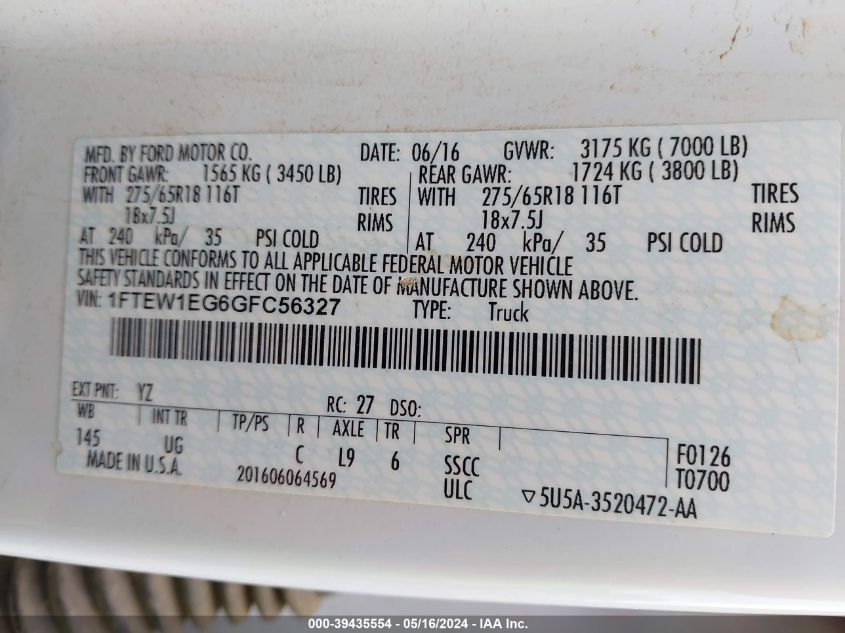 MFD. BY FORD MOTOR CO. DATE: 06/16 GVWR: 3175 KG ( 7000 LB)
FRONT GAWR: 1565 KG ( 3450 LB) REAR GAWR: 1724 KG ( 3800 LB)
WITH 275/65R18 116T TIRES WITH 275/65R18 116T TIRES
18x7.5J RIMS 18x7.5J RIMS
AT 240 kPa/ 35 PSI COLD AT 240 kPa/ 35 PSI COLD
THIS VEHICLE CONFORMS TO ALL APPLICABLE FEDERAL MOTOR VEHICLE
SAFETY STANDARDS IN EFFECT ON THE DATE OF MANUFACTURE SHOWN ABOVE.
VIN: 1FTEW1EG6GFC56327 TYPE: Truck
EXT PNT: YZ RC: 27 DSO:
WB INT TR TP/PS R AXLE TR SPR
145 UG C L9 6 SSCC F0126
MADE IN U.S.A. 201606064569 ULC T0700
5U5A-3520472-AA
000-39435554 - 05/16/2024 - IAA Inc.